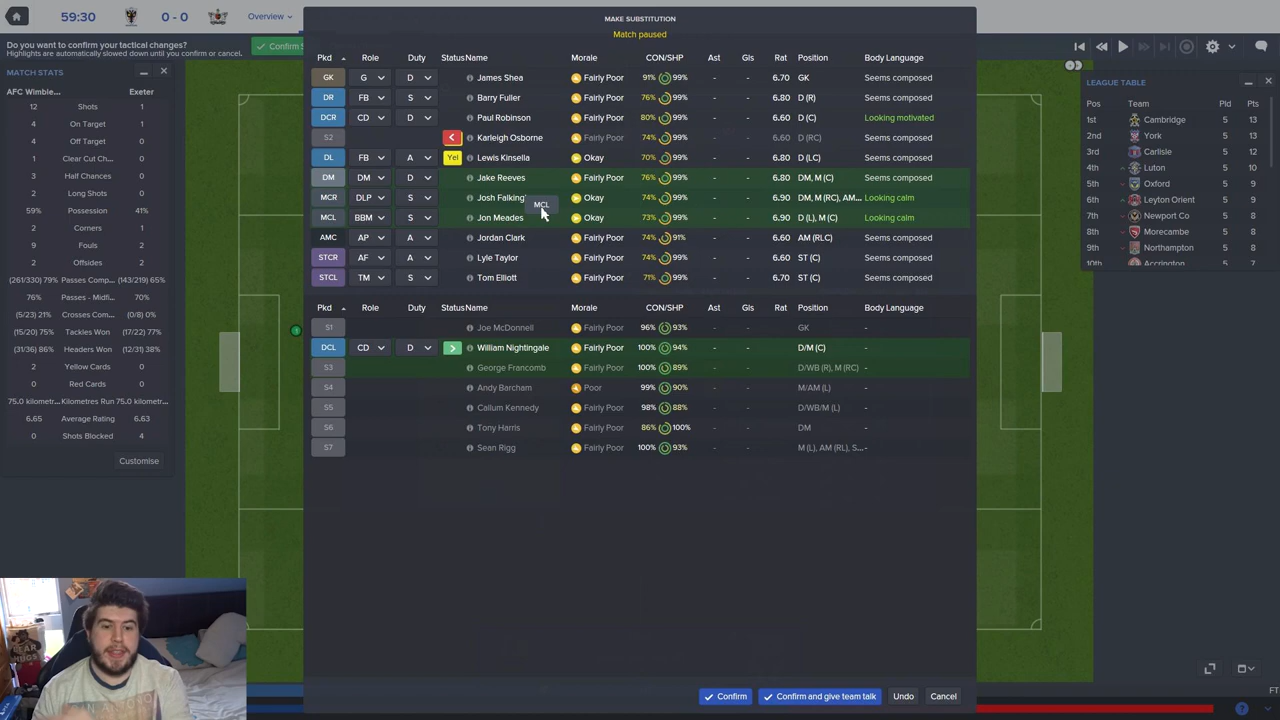 59:30 0 - 0 Overview
MAKE SUBSTITUTION
Match paused
Do you want to confirm your tactical changes?
Highlights are automatically slowed down until you confirm or cancel.
Confirm S
MATCH STATS
AFC Wimble... Exeter
12 Shots 1
4 On Target 1
4 Off Target 0
1 Clear Cut Ch... 0
3 Half Chances 0
2 Long Shots 0
59% Possession 41%
2 Corners 1
9 Fouls 2
2 Offsides 2
(261/330) 79% Passes Comp... (143/219) 65%
76% Passes - Midfi... 70%
(5/23) 21% Crosses Com... (0/8) 0%
(15/20) 75% Tackles Won (17/22) 77%
(31/36) 86% Headers Won (12/31) 38%
2 Yellow Cards 0
0 Red Cards 0
75.0 kilomet... Kilometres Run 75.0 kilomet...
6.65 Average Rating 6.63
0 Shots Blocked 4
Customise
Pkd Role Duty Status Name Morale CON/SHP Ast Gls Rat Position Body Language
GK G D James Shea Fairly Poor 91% 99% - - 6.70 GK Seems composed
DR FB S Barry Fuller Fairly Poor 76% 99% - - 6.80 D (R) Seems composed
DCR CD D Paul Robinson Fairly Poor 80% 99% - - 6.80 D (C) Looking motivated
S2 Karleigh Osborne Fairly Poor 74% 99% - - 6.60 D (RC) Seems composed
DL FB A Yel Lewis Kinsella Okay 70% 99% - - 6.80 D (LC) Seems composed
DM DM D Jake Reeves Fairly Poor 76% 99% - - 6.80 DM, M (C) Seems composed
MCR DLP S Josh Falking Okay 74% 99% - - 6.90 DM, M (RC), AM... Looking calm
MCL
MCL BBM S Jon Meades Okay 73% 99% - - 6.90 D (L), M (C) Looking calm
AMC AP A Jordan Clark Fairly Poor 74% 91% - - 6.60 AM (RLC) Seems composed
STCR AF A Lyle Taylor Fairly Poor 74% 99% - - 6.60 ST (C) Seems composed
STCL TM S Tom Elliott Fairly Poor 71% 99% - - 6.70 ST (C) Seems composed
Pkd Role Duty Status Name Morale CON/SHP Ast Gls Rat Position Body Language
S1 Joe McDonnell Fairly Poor 96% 93% - - GK -
DCL CD D William Nightingale Fairly Poor 100% 94% - - D/M (C) -
S3 George Francomb Fairly Poor 100% 89% - - D/WB (R), M (RC) -
S4 Andy Barcham Poor 99% 90% - - M/AM (L) -
S5 Callum Kennedy Fairly Poor 98% 88% - - D/WB/M (L) -
S6 Tony Harris Fairly Poor 86% 100% - - DM -
S7 Sean Rigg Fairly Poor 100% 93% - - M (L), AM (RL), S... -
Confirm Confirm and give team talk Undo Cancel
LEAGUE TABLE
Pos Team Pld Pts
1st Cambridge 5 15
2nd York 5 13
3rd Carlisle 5 12
4th Luton 5 10
5th Oxford 5 9
6th Leyton Orient 5 9
7th Newport Co 5 8
8th Morecambe 5 8
9th Northampton 5 8
10th Accrington 5 7
FT